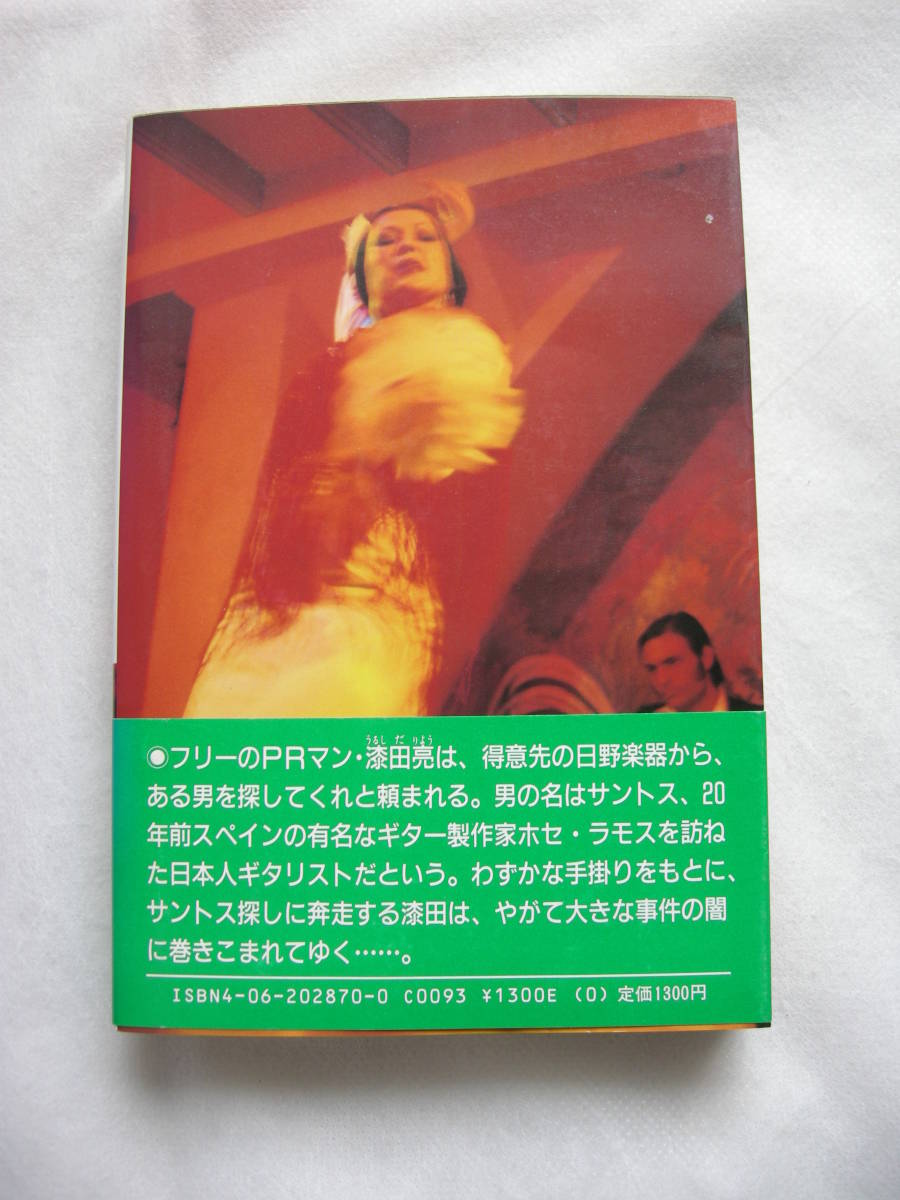 ◉フリーのPRマン・漆田亮は、得意先の日野楽器から、
うるし だ りよう
ある男を探してくれと頼まれる。男の名はサントス、20
年前スペインの有名なギター製作家ホセ・ラモスを訪ね
た日本人ギタリストだという。わずかな手掛りをもとに、
サントス探しに奔走する漆田は、やがて大きな事件の闇
に巻きこまれてゆく……。
ISBN4-06-202870-0 C0093 ¥1300E (0) 定価1300円